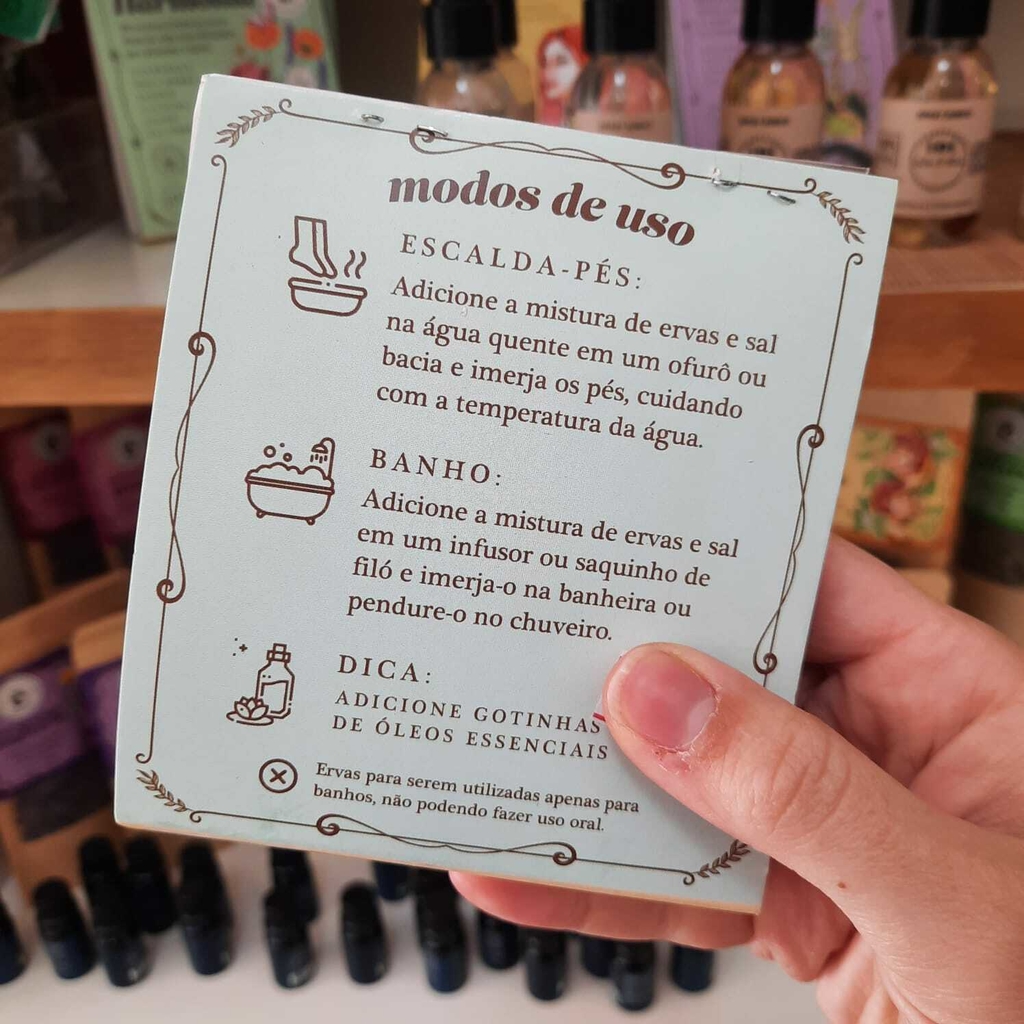 modos de uso
ESCALDA-PÉS:
Adicione a mistura de ervas e sal
na água quente em um ofurô ou
bacia e imerja os pés, cuidando
com a temperatura da água.
BANHO:
Adicione a mistura de ervas e sal
em um infusor ou saquinho de
filó e imerja-o na banheira ou
pendure-o no chuveiro.
DICA:
ADICIONE GOTINHAS
DE ÓLEOS ESSENCIAIS
Ervas para serem utilizadas apenas para
banhos, não podendo fazer uso oral.